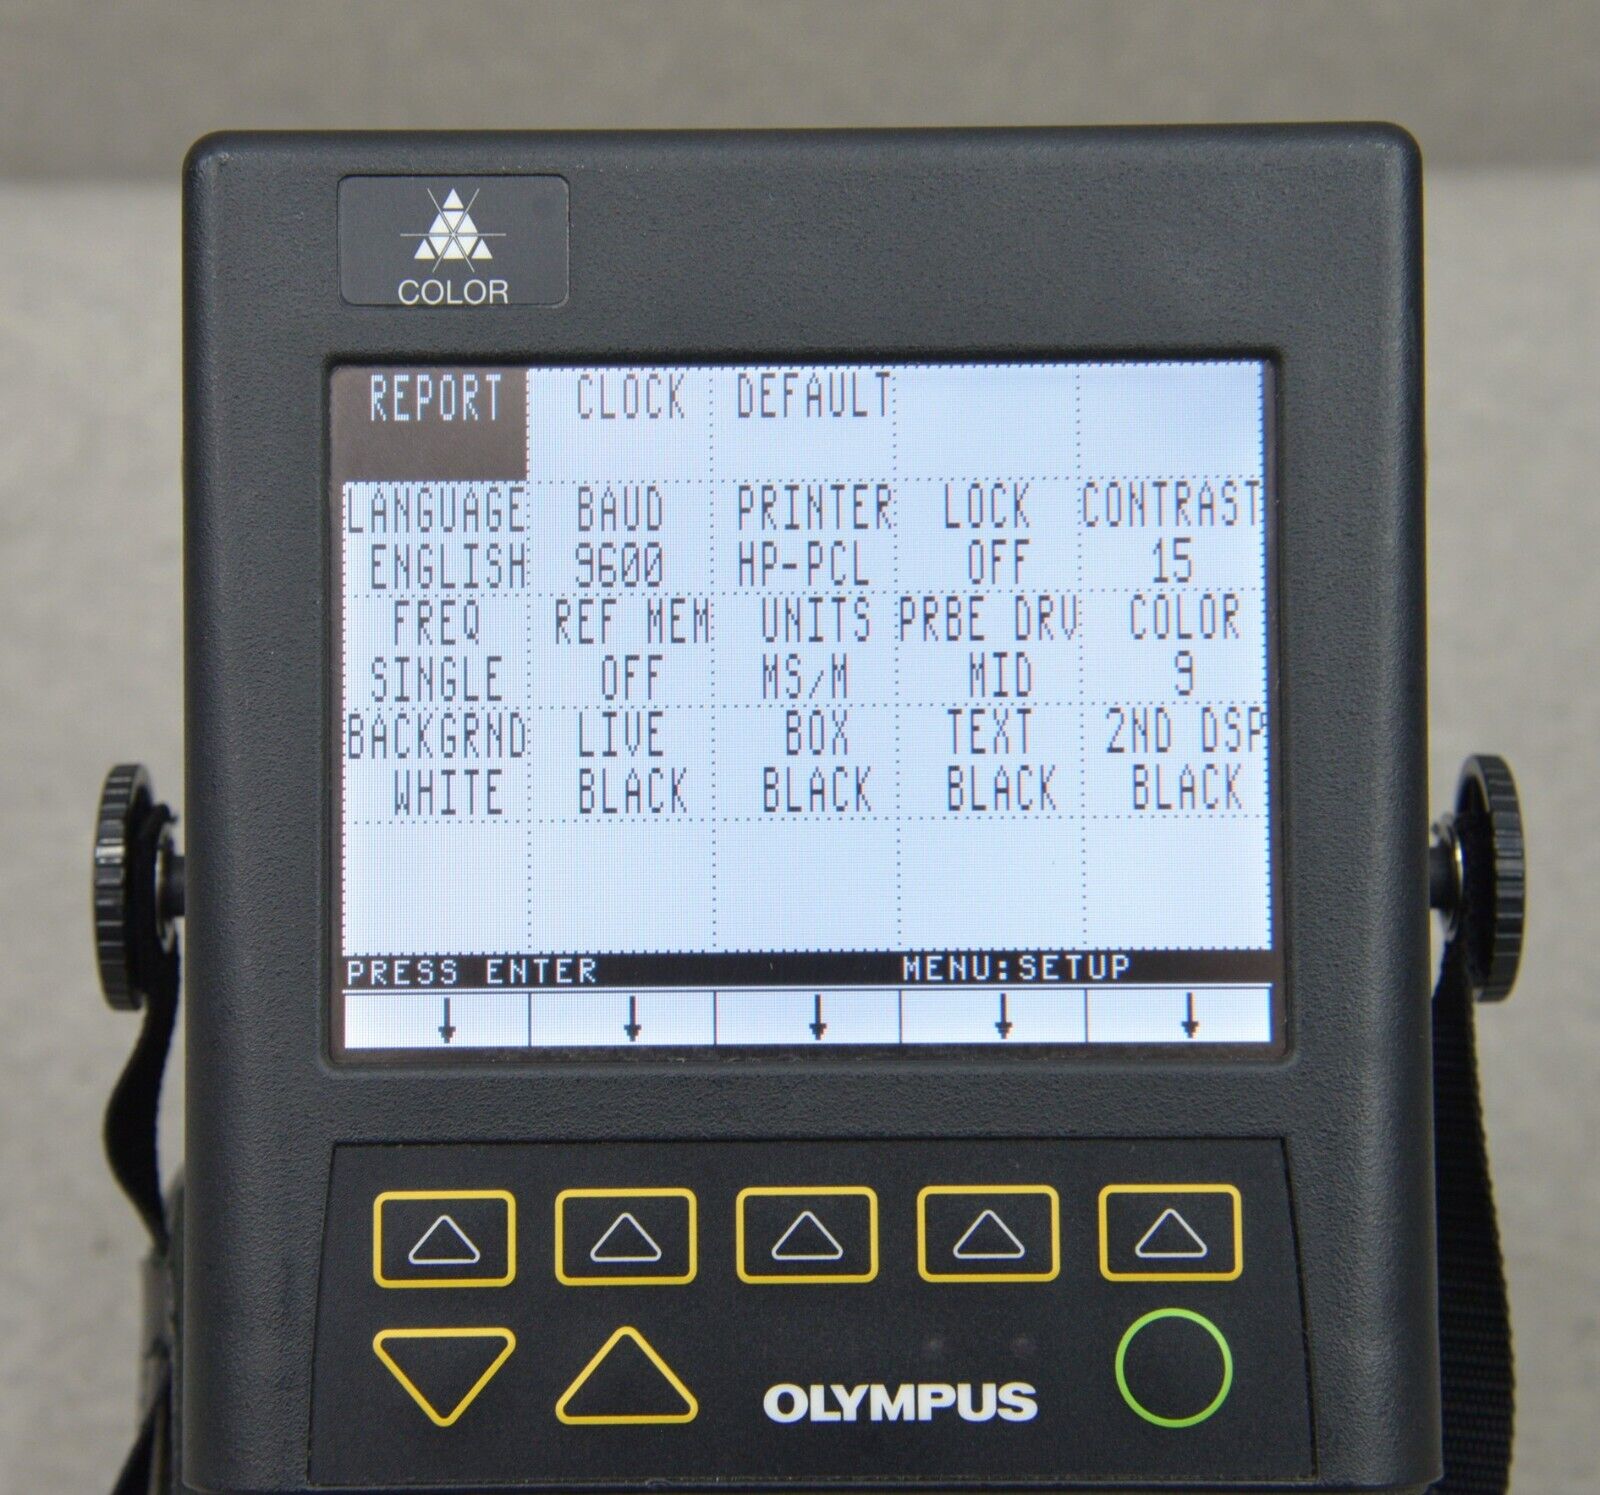 COLOR
REPORT CLOCK DEFAULT
LANGUAGE BAUD PRINTER LOCK CONTRAST
ENGLISH 9600 HP-PCL OFF 15
FREQ REF MEM UNITS PRBE DRV COLOR
SINGLE OFF MS/M MID 9
BACKGRND LIVE BOX TEXT 2ND DSP
WHITE BLACK BLACK BLACK BLACK
PRESS ENTER MENU:SETUP
OLYMPUS